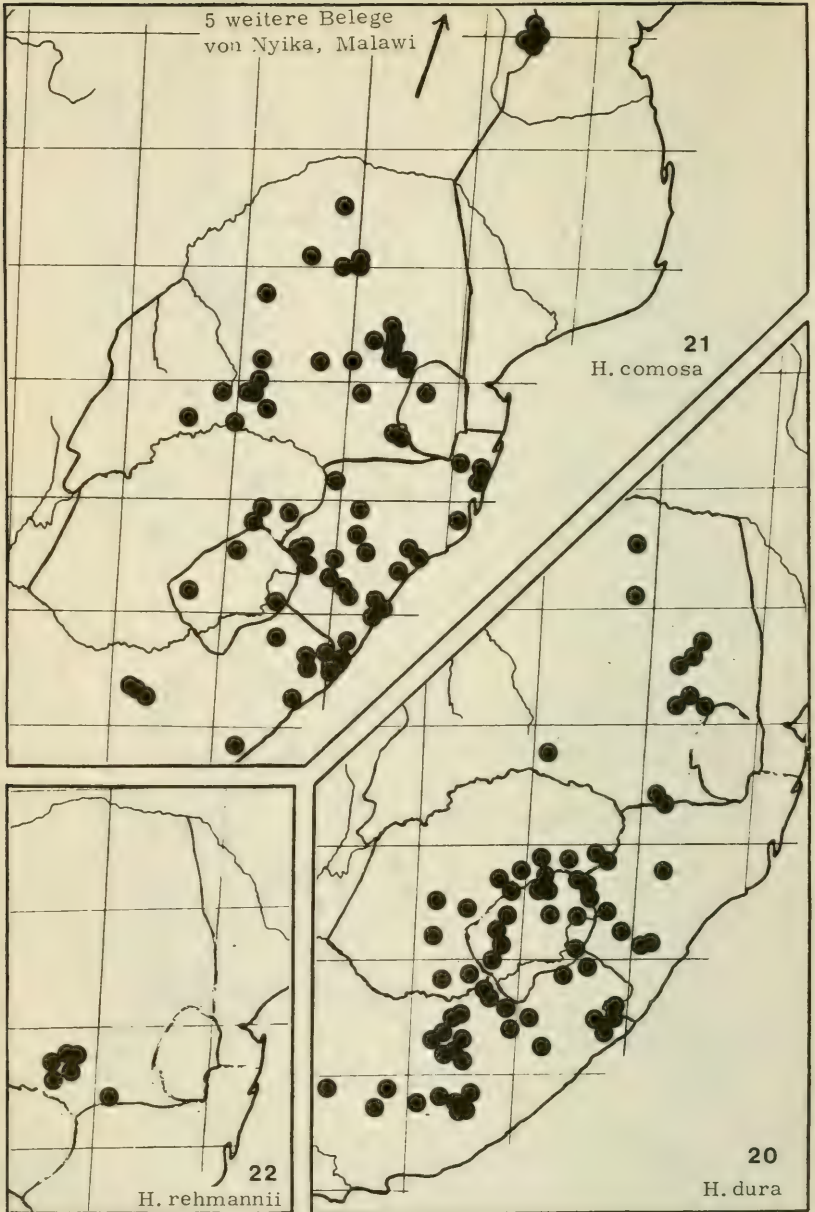 5 weitere Belege
von Nyika, Malawi
21
H. comosa
22
H. rehmannii
20
H. dura